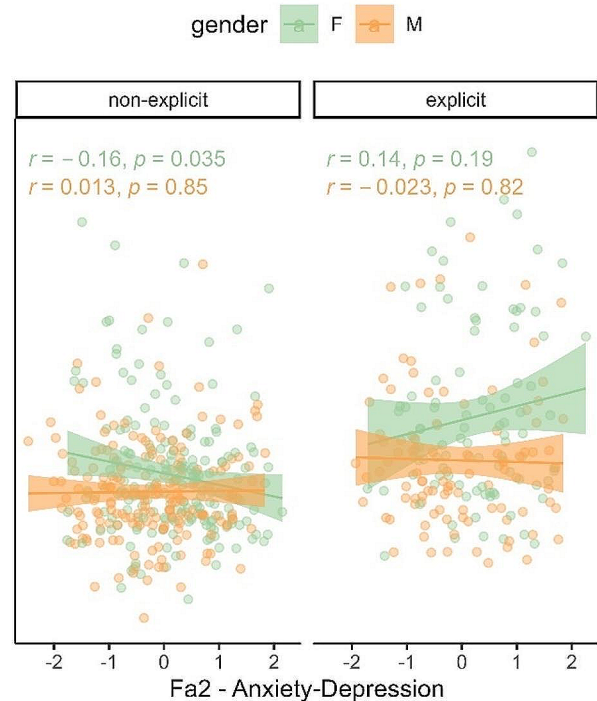 gender F M
non-explicit
explicit
r = − 0.16, p = 0.035
r = 0.013, p = 0.85
r = 0.14, p = 0.19
r = − 0.023, p = 0.82
-2 -1 0 1 2
-2 -1 0 1 2
Fa2 - Anxiety-Depression